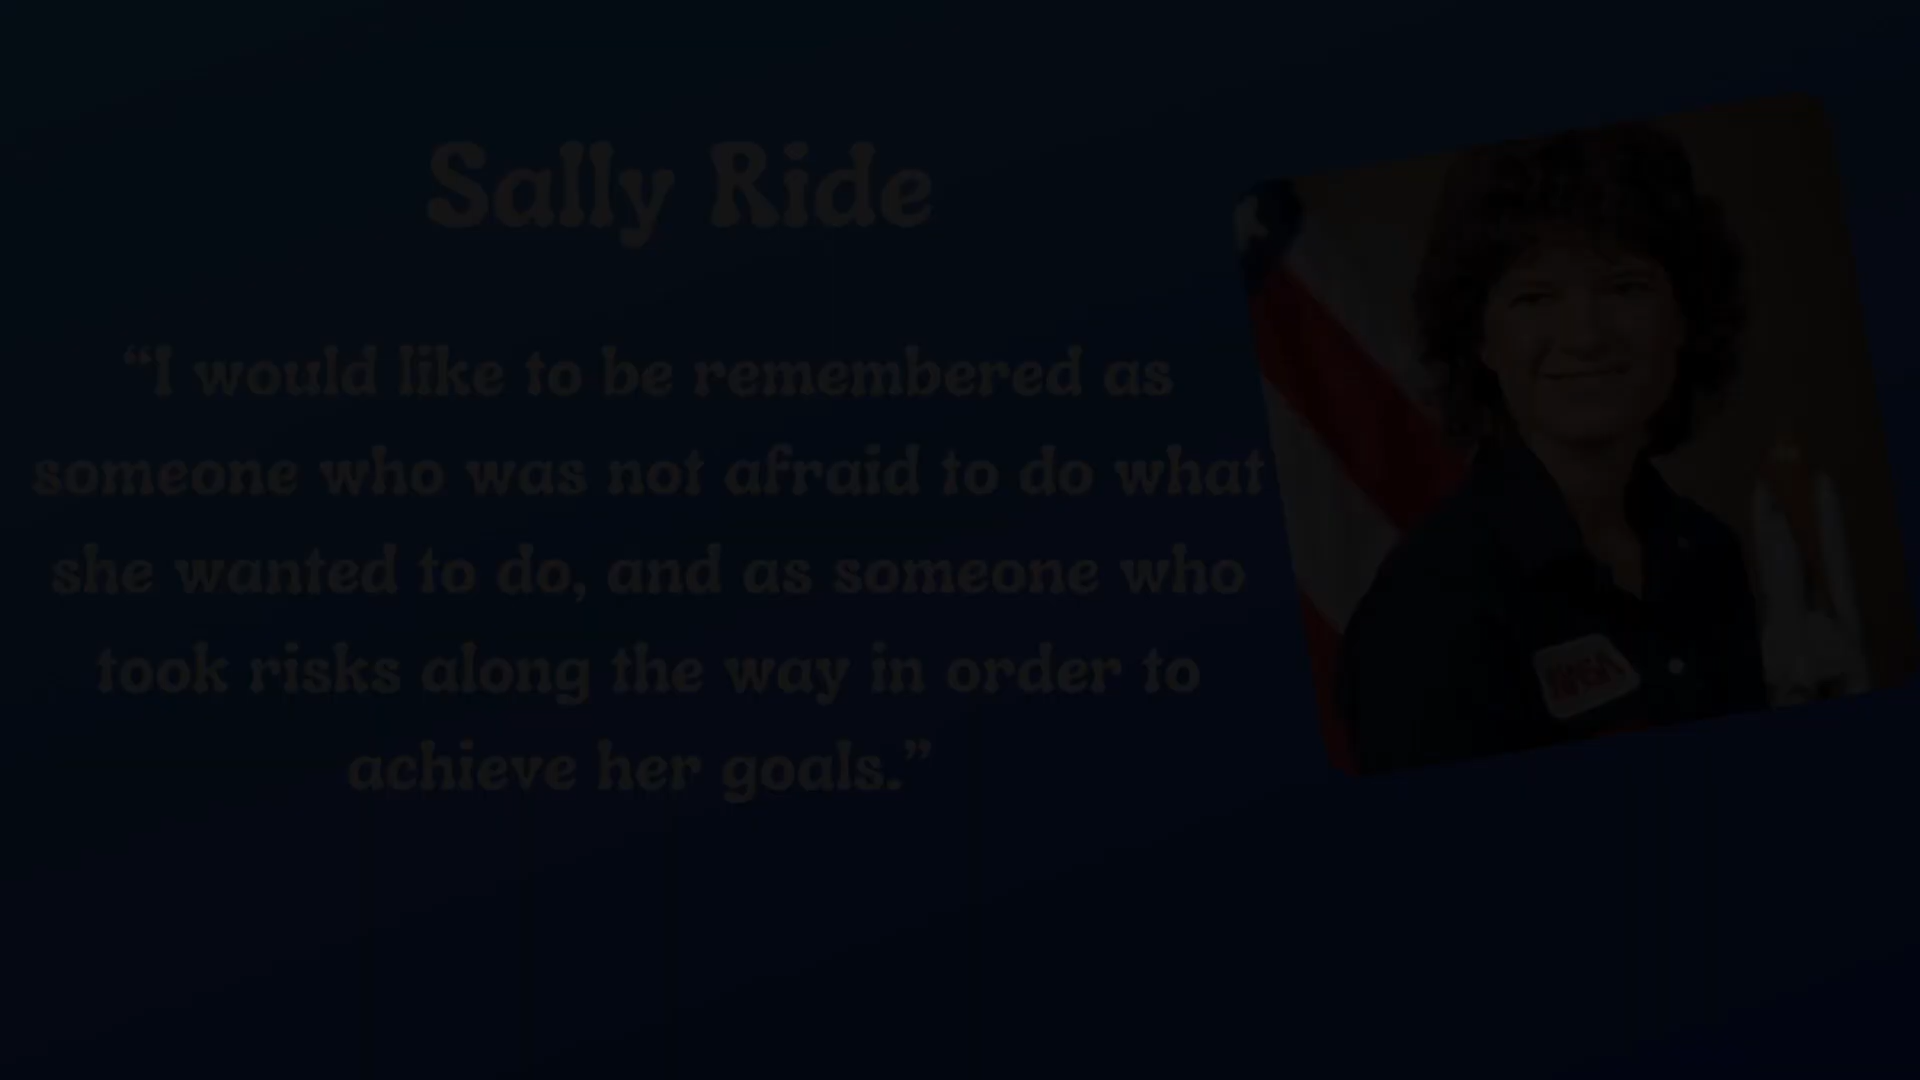 Sally Ride
“I would like to be remembered as
someone who was not afraid to do what
she wanted to do, and as someone who
took risks along the way in order to
achieve her goals.”
NASA